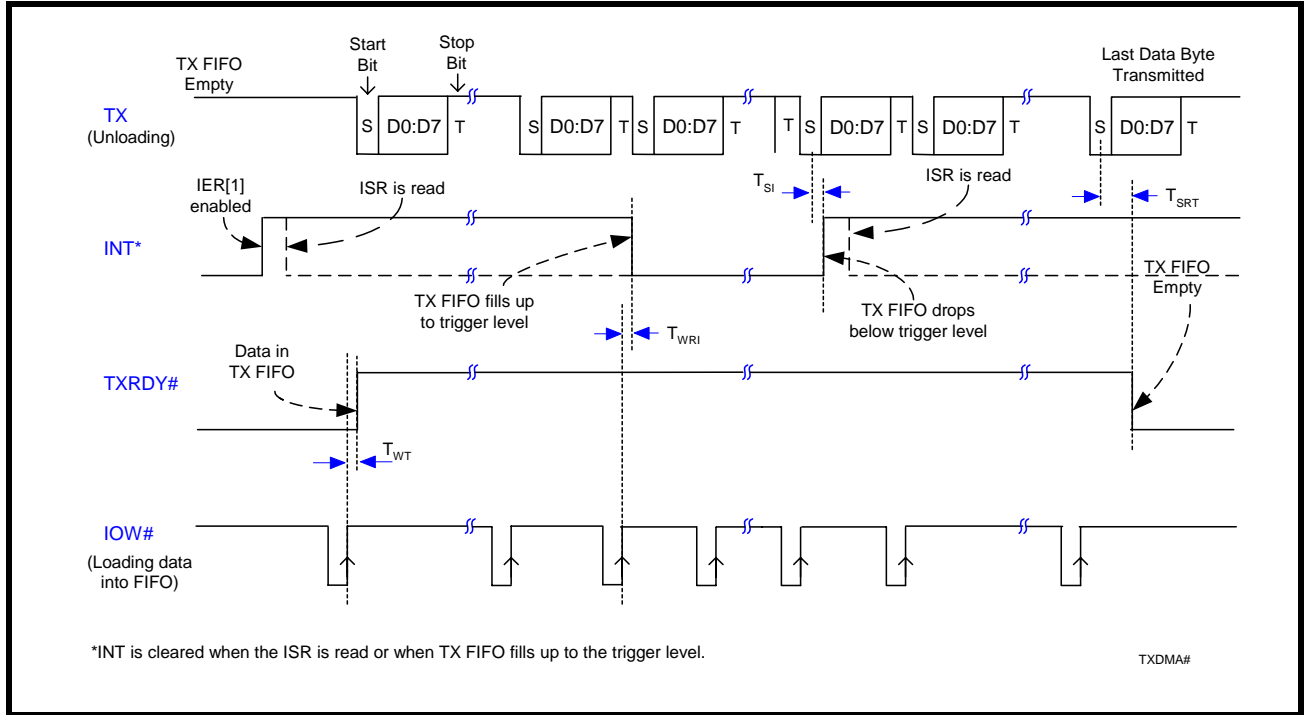 Start
Bit
Stop
Bit
TX FIFO
Empty
Last Data Byte
Transmitted
TX
(Unloading)
S D0:D7 T S D0:D7 T S D0:D7 T T S D0:D7 T S D0:D7 T S D0:D7 T
IER[1]
enabled
ISR is read
TSI
ISR is read
TSRT
INT*
TX FIFO fills up
to trigger level
TX FIFO drops
below trigger level
TX FIFO
Empty
TWRI
Data in
TX FIFO
TXRDY#
TWT
IOW#
(Loading data
into FIFO)
*INT is cleared when the ISR is read or when TX FIFO fills up to the trigger level.
TXDMA#